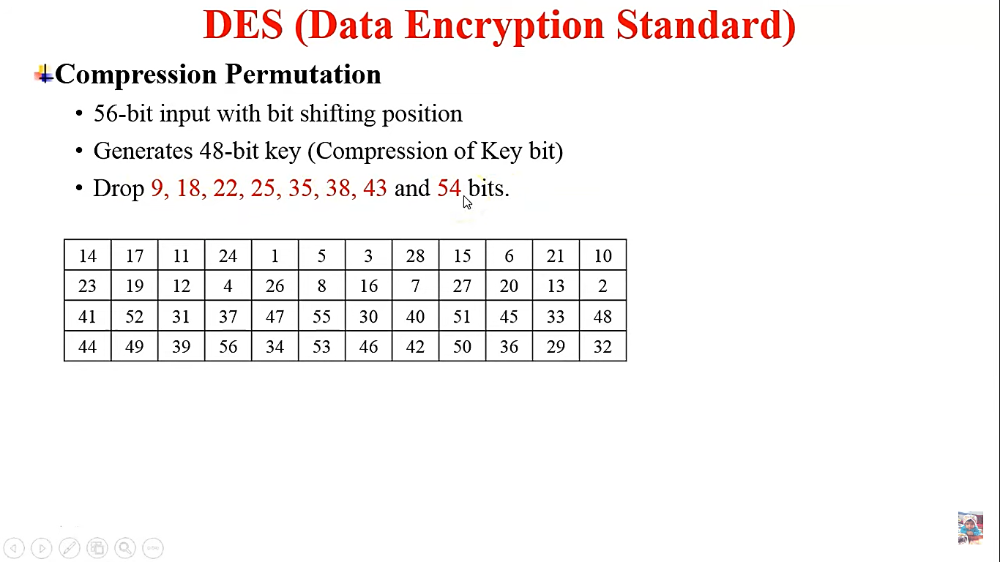 DES (Data Encryption Standard)
Compression Permutation
• 56-bit input with bit shifting position
• Generates 48-bit key (Compression of Key bit)
• Drop 9, 18, 22, 25, 35, 38, 43 and 54 bits.
14 17 11 24 1 5 3 28 15 6 21 10
23 19 12 4 26 8 16 7 27 20 13 2
41 52 31 37 47 55 30 40 51 45 33 48
44 49 39 56 34 53 46 42 50 36 29 32